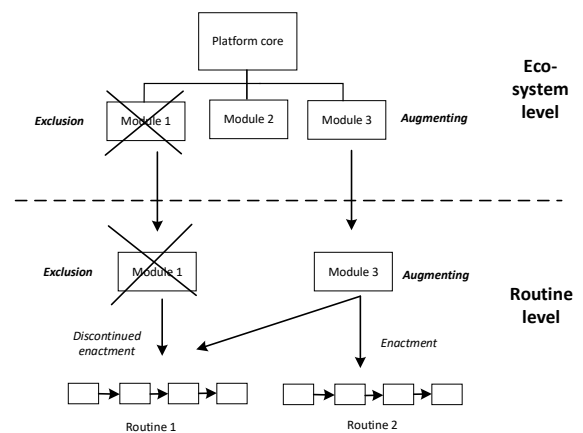 Platform core
Eco-
system
level
Exclusion
Module 1
Module 2
Module 3
Augmenting
Exclusion
Module 1
Module 3
Augmenting
Routine
level
Discontinued
enactment
Enactment
Routine 1
Routine 2